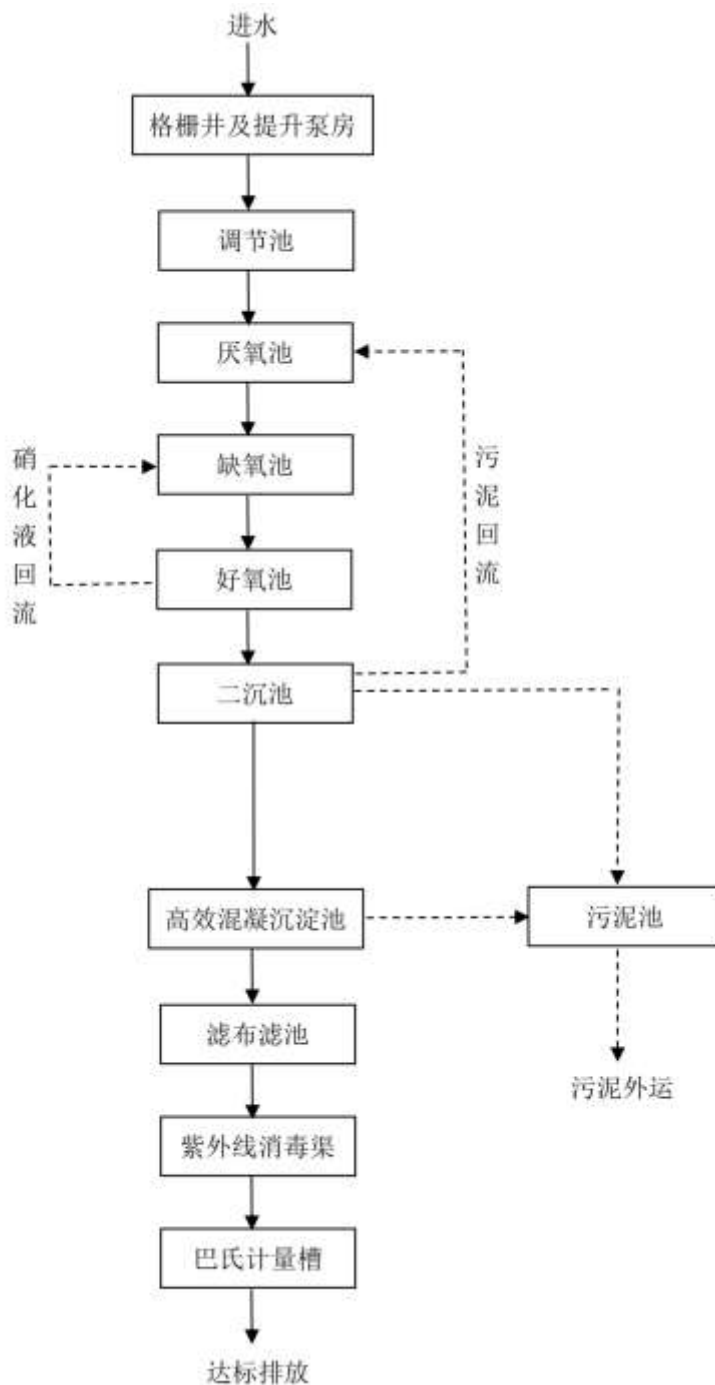 进水
格栅井及提升泵房
调节池
厌氧池
缺氧池
硝化液回流
污泥回流
好氧池
二沉池
高效混凝沉淀池
污泥池
滤布滤池
污泥外运
紫外线消毒渠
巴氏计量槽
达标排放